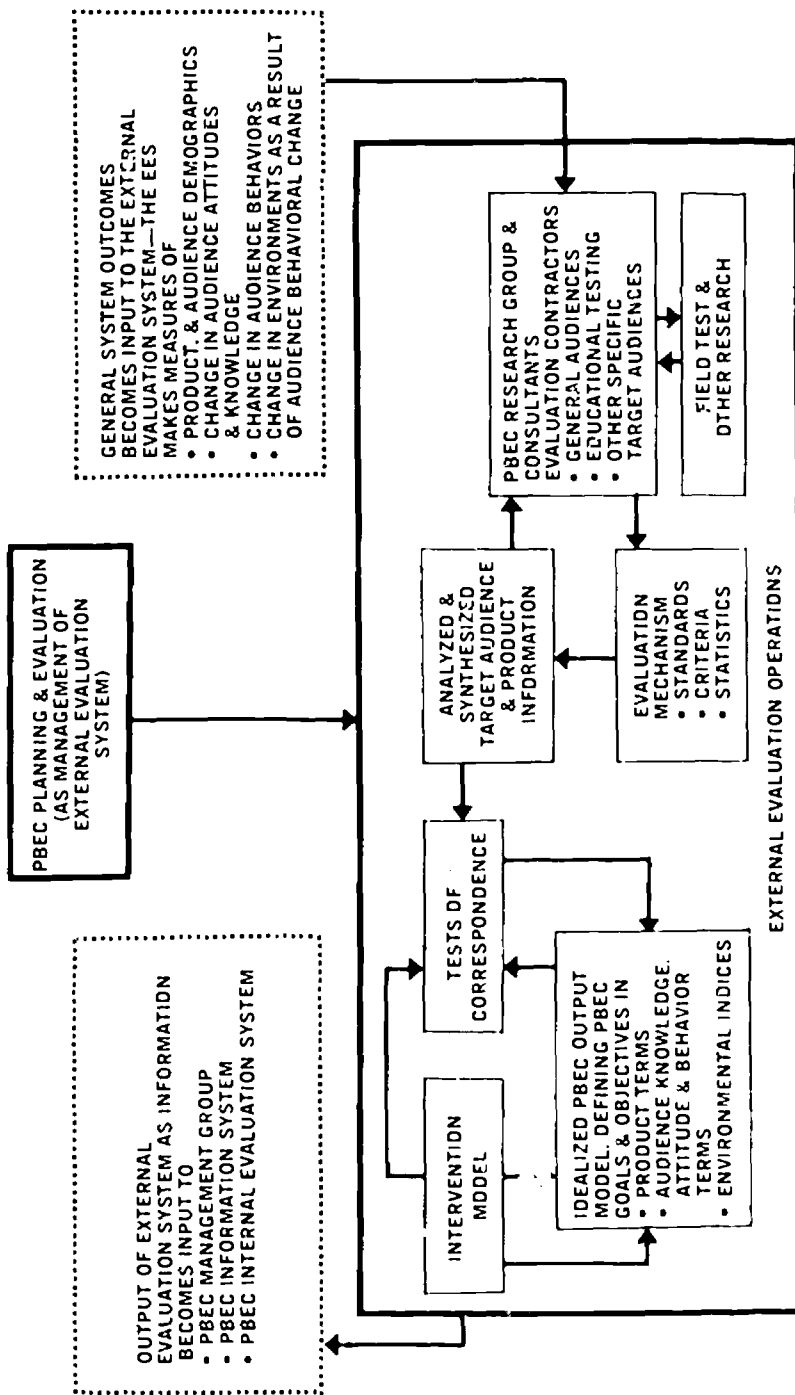 PBEC PLANNING & EVALUATION
(AS MANAGEMENT OF
EXTERNAL EVALUATION
SYSTEM)
OUTPUT OF EXTERNAL
EVALUATION SYSTEM AS INFORMATION
BECOMES INPUT TO
• PBEC MANAGEMENT GROUP
• PBEC INFORMATION SYSTEM
• PBEC INTERNAL EVALUATION SYSTEM
GENERAL SYSTEM OUTCOMES
BECOMES INPUT TO THE EXTERNAL
EVALUATION SYSTEM—THE EES
MAKES MEASURES OF
• PRODUCT, & AUDIENCE DEMOGRAPHICS
• CHANGE IN AUDIENCE ATTITUDES
& KNOWLEDGE
• CHANGE IN AUDIENCE BEHAVIORS
• CHANGE IN ENVIRONMENTS AS A RESULT
OF AUDIENCE BEHAVIORAL CHANGE
INTERVENTION
MODEL
TESTS OF
CORRESPONDENCE
ANALYZED &
SYNTHESIZED
TARGET AUDIENCE
& PRODUCT
INFORMATION
PBEC RESEARCH GROUP &
CONSULTANTS
EVALUATION CONTRACTORS
• GENERAL AUDIENCES
• EDUCATIONAL TESTING
• OTHER SPECIFIC
TARGET AUDIENCES
IDEALIZED PBEC OUTPUT
MODEL. DEFINING PBEC
GOALS & OBJECTIVES IN
• PRODUCT TERMS
• AUDIENCE KNOWLEDGE.
ATTITUDE & BEHAVIOR
TERMS
• ENVIRONMENTAL INDICES
EVALUATION
MECHANISM
• STANDARDS
• CRITERIA
• STATISTICS
FIELD TEST &
OTHER RESEARCH
EXTERNAL EVALUATION OPERATIONS